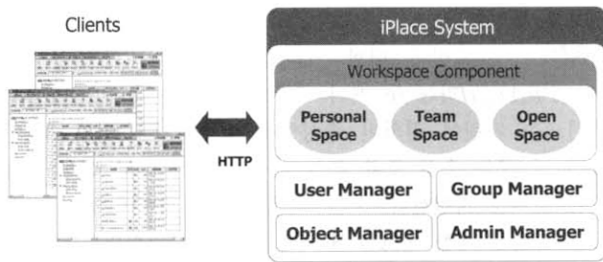 Clients
iPlace System
Workspace Component
Personal
Space
Team
Space
Open
Space
HTTP
User Manager
Group Manager
Object Manager
Admin Manager